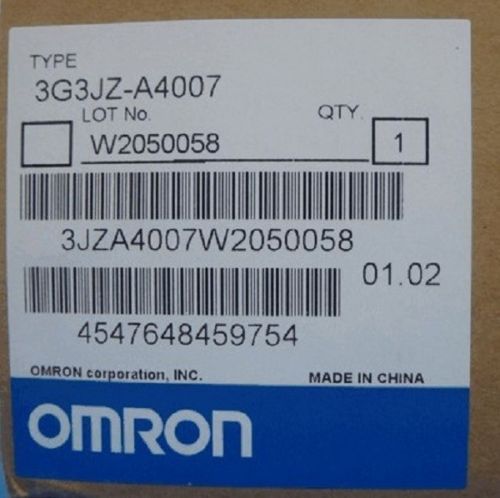 TYPE
3G3JZ-A4007
LOT No. QTY.
W2050058 1
3JZA4007W2050058
01.02
4547648459754
OMRON corporation, INC. MADE IN CHINA
OMRON